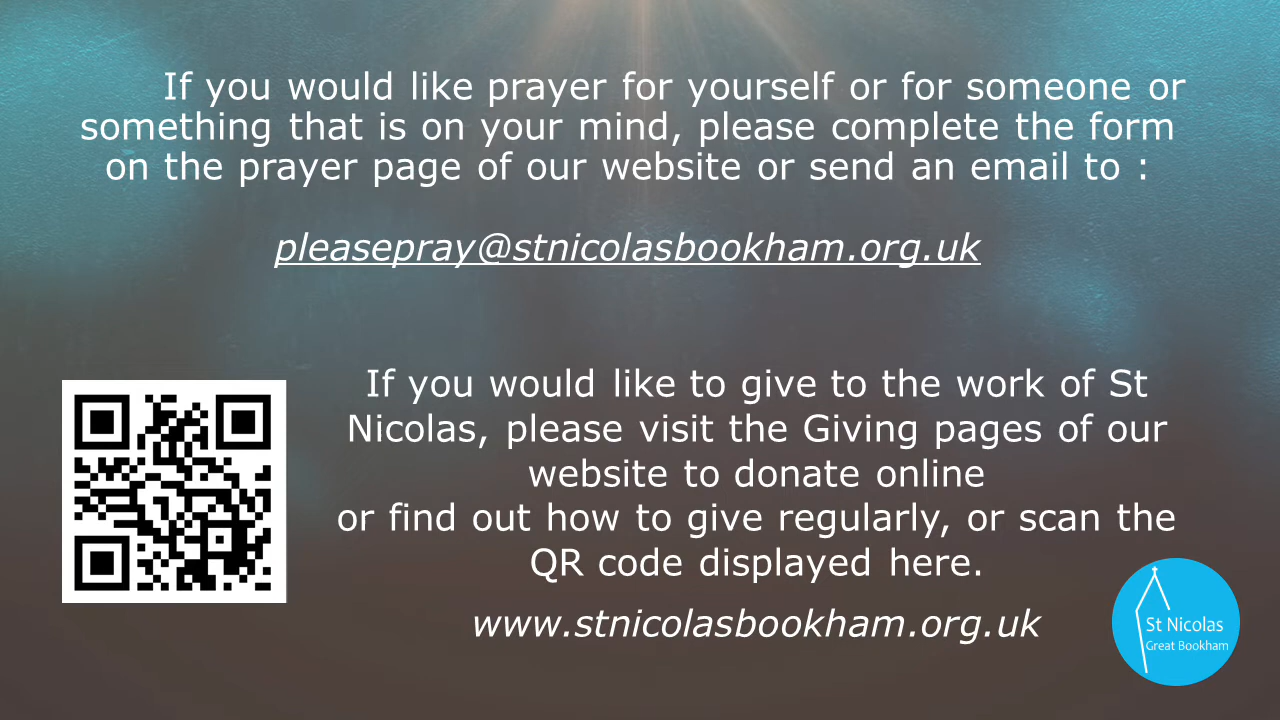 If you would like prayer for yourself or for someone or
something that is on your mind, please complete the form
on the prayer page of our website or send an email to :
pleasepray@stnicolasbookham.org.uk
If you would like to give to the work of St
Nicolas, please visit the Giving pages of our
website to donate online
or find out how to give regularly, or scan the
QR code displayed here.
www.stnicolasbookham.org.uk
St Nicolas
Great Bookham